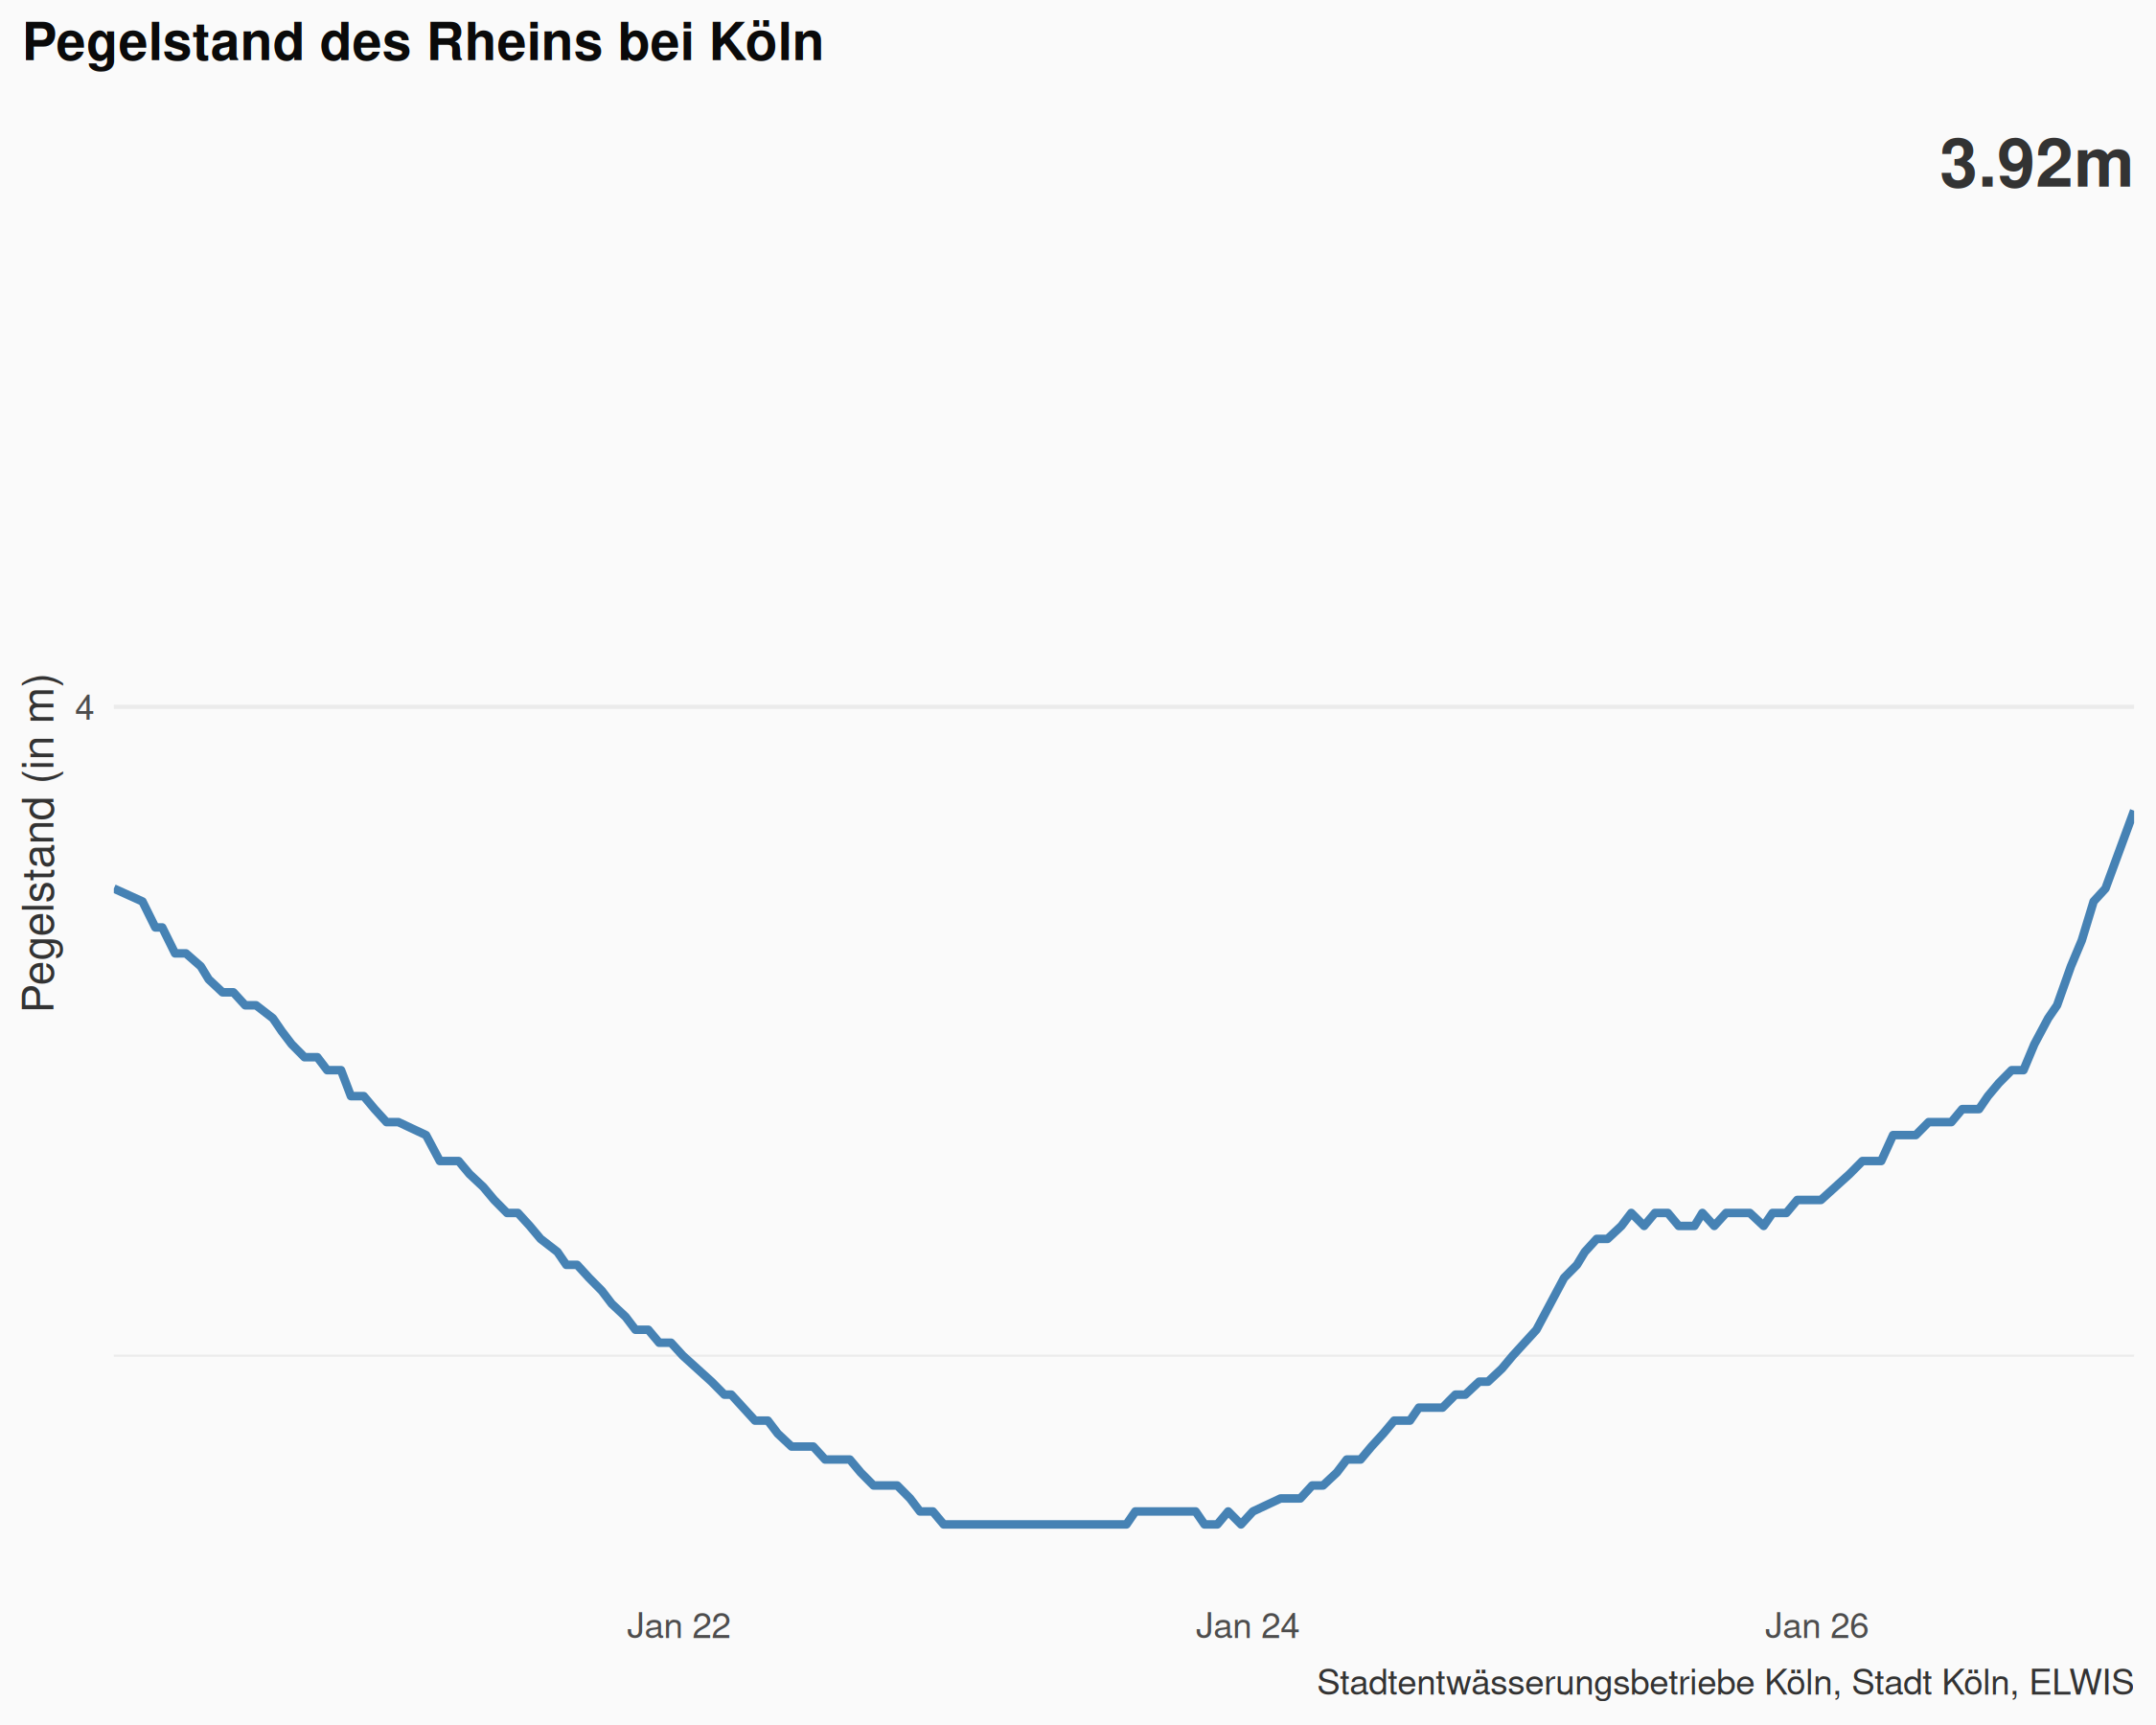 Pegelstand des Rheins bei Köln
3.92m
Pegelstand (in m)
4
Jan 22
Jan 24
Jan 26
Stadtentwässerungsbetriebe Köln, Stadt Köln, ELWIS